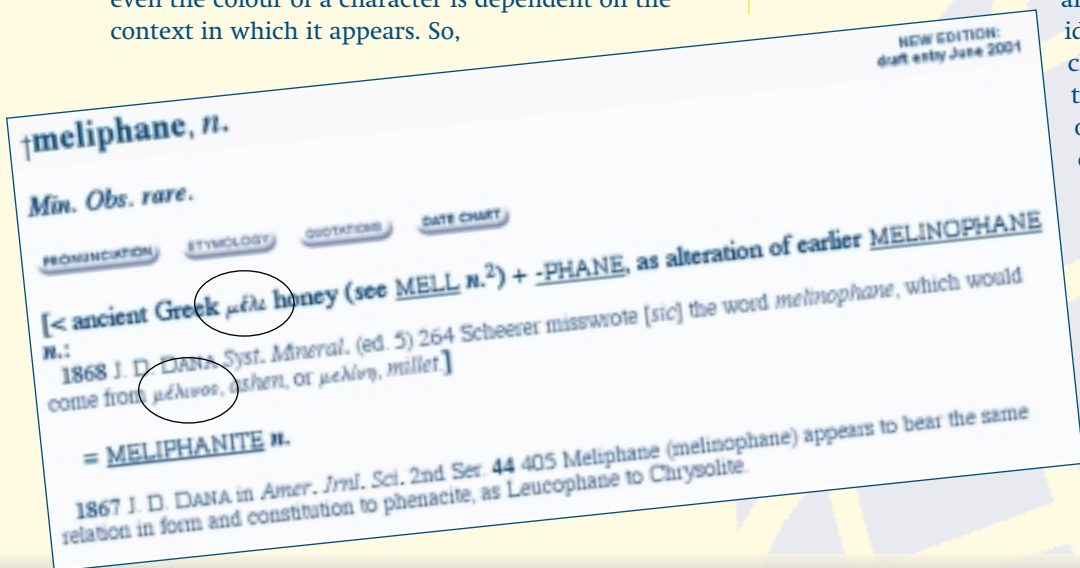 even the colour of a character is dependent on the
context in which it appears. So,
NEW EDITION:
draft entry June 2001
†meliphane, n.
Min. Obs. rare.
PRONUNCIATION ETYMOLOGY QUOTATIONS DATE CHART
[< ancient Greek μέλι honey (see MELL n.²) + -PHANE, as alteration of earlier MELINOPHANE
n.:
1868 J. D. DANA Syst. Mineral. (ed. 5) 264 Scheerer misswrote [sic] the word melinophane, which would
come from μέλινος, ashen, or μελίνη, millet.]
= MELIPHANITE n.
1867 J. D. DANA in Amer. Jrnl. Sci. 2nd Ser. 44 405 Meliphane (melinophane) appears to bear the same
relation in form and constitution to phenacite, as Leucophane to Chrysolite.